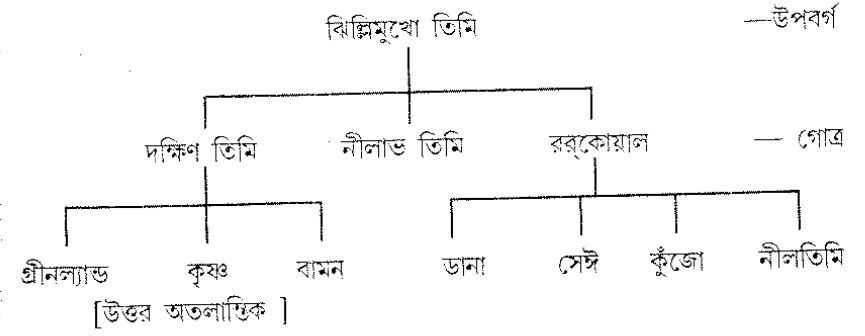 ঝিল্লিমুখো তিমি —উপবর্গ
দক্ষিণ তিমি নীলাভ তিমি রর্‌কোয়াল — গোত্র
গ্রীনল্যান্ড কৃষ্ণ বামন ডানা সেঈ কুঁজো নীলতিমি
[উত্তর অতলান্তিক ]